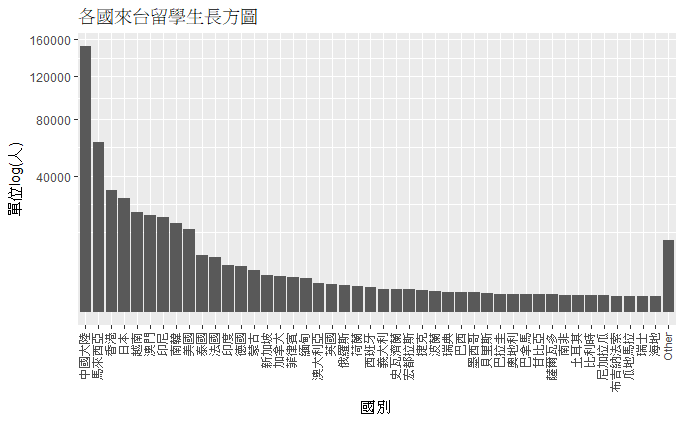 各國來台留學生長方圖
160000
120000
80000
40000
單位log(人)
中國大陸
馬來西亞
香港
日本
越南
澳門
印尼
南韓
美國
泰國
法國
印度
德國
蒙古
新加坡
加拿大
菲律賓
緬甸
澳大利亞
英國
俄羅斯
荷蘭
西班牙
義大利
史瓦濟蘭
宏都拉斯
捷克
波蘭
瑞典
巴西
墨西哥
貝里斯
巴拉圭
奧地利
巴拿馬
甘比亞
薩爾瓦多
南非
土耳其
比利時
尼加拉瓜
布吉納法索
瓜地馬拉
瑞士
海地
Other
國別